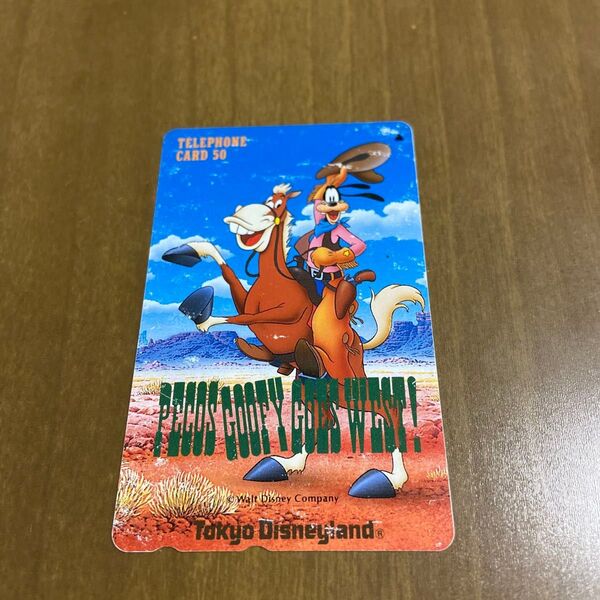 TELEPHONE
CARD 50
PECOS GOOFY GOES WEST!
© Walt Disney Company
Tokyo Disneyland®